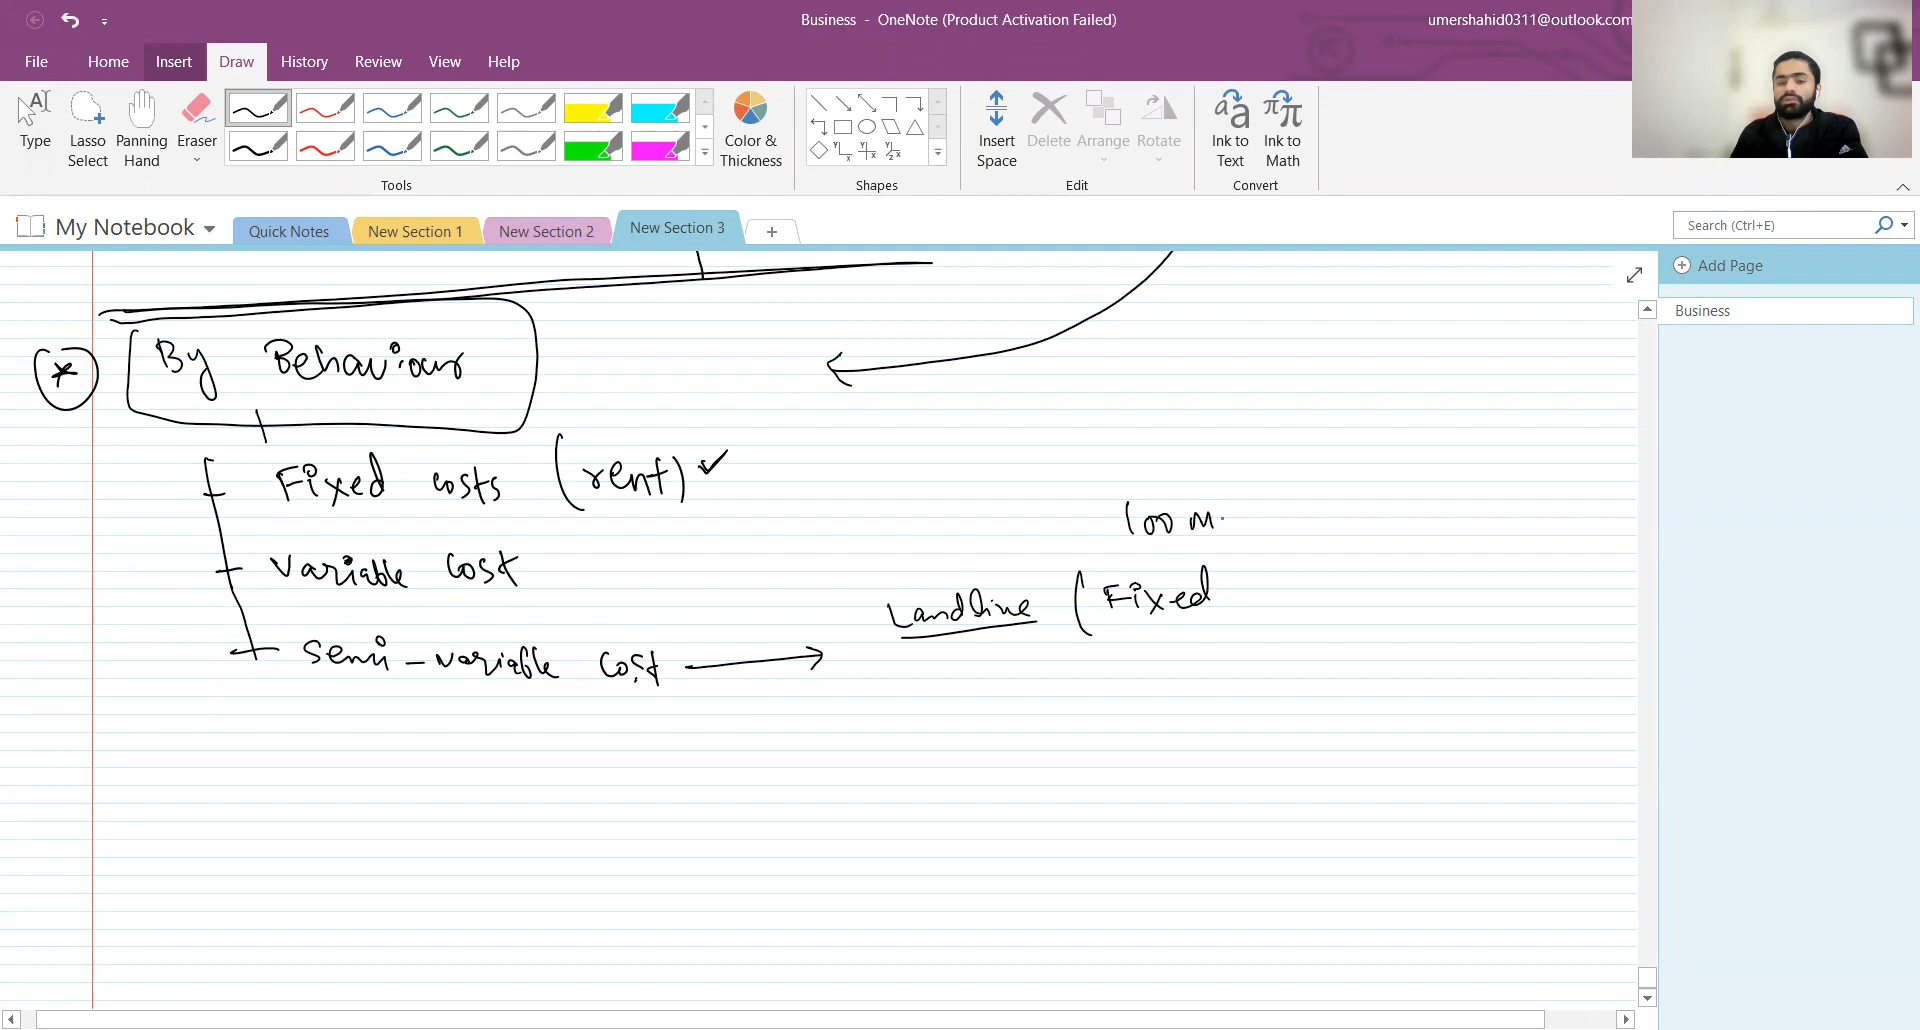 Business - OneNote (Product Activation Failed)
umershahid0311@outlook.com
File Home Insert Draw History Review View Help
Type
Lasso Select
Panning Hand
Eraser
Color & Thickness
Insert Space
Delete
Arrange
Rotate
Ink to Text
Ink to Math
Tools Shapes Edit Convert
My Notebook Quick Notes New Section 1 New Section 2 New Section 3 +
Search (Ctrl+E)
Add Page
Business
* By Behaviour
Fixed costs (rent) ✓
100 M.
Variable cost
Landline (Fixed
Semi-variable cost →